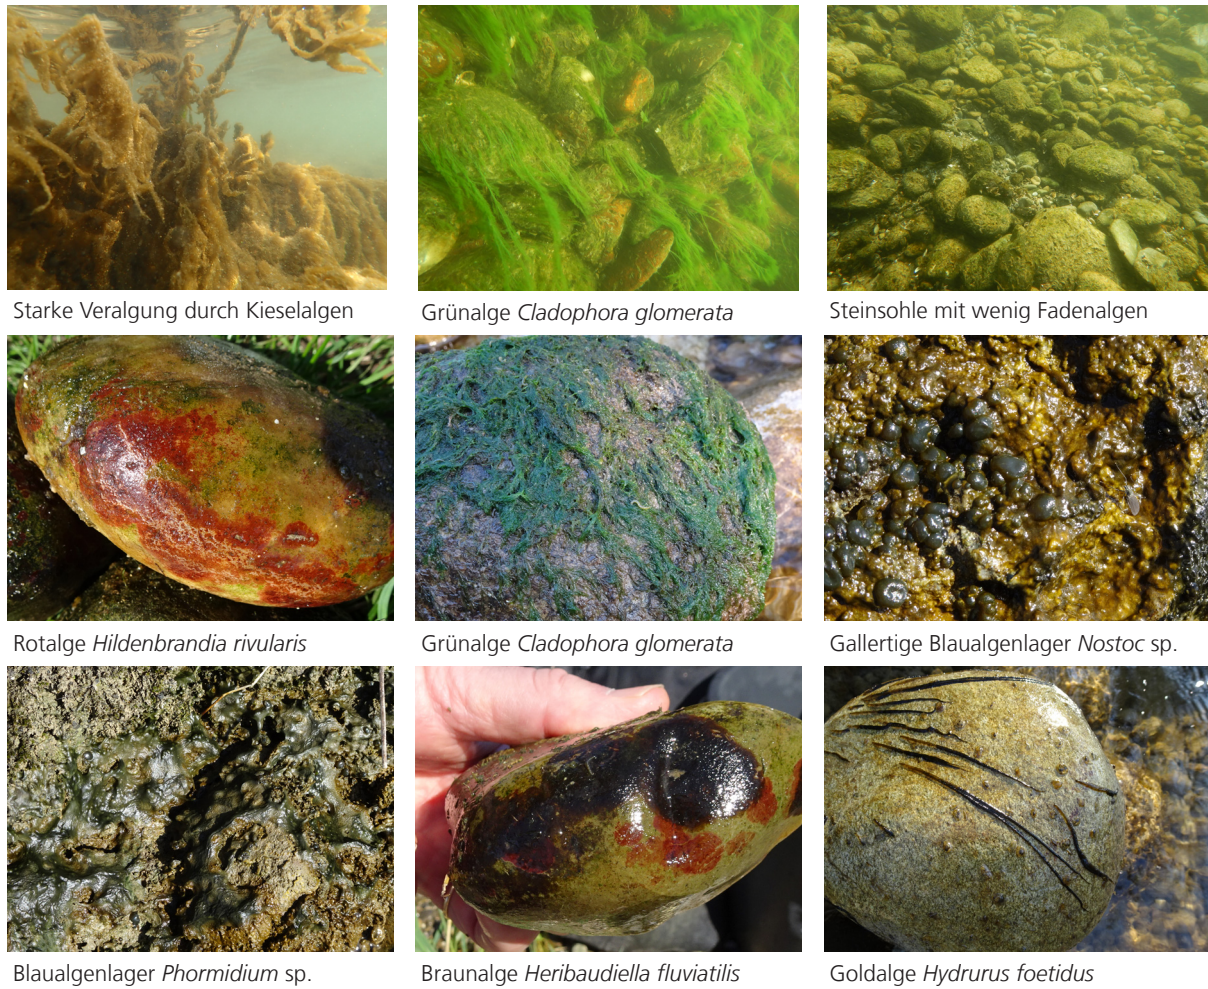 Starke Veralgung durch Kieselalgen
Grünalge Cladophora glomerata
Steinsohle mit wenig Fadenalgen
Rotalge Hildenbrandia rivularis
Grünalge Cladophora glomerata
Gallertige Blaualgenlager Nostoc sp.
Blaualgenlager Phormidium sp.
Braunalge Heribaudiella fluviatilis
Goldalge Hydrurus foetidus